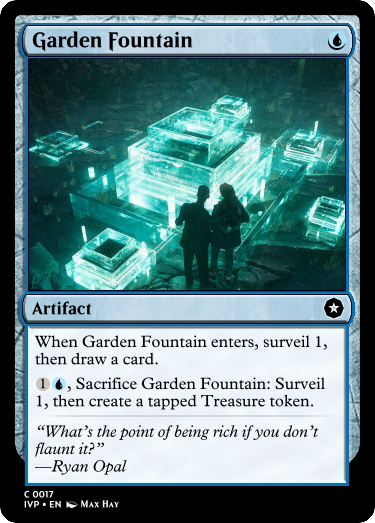 Garden Fountain
Artifact
When Garden Fountain enters, surveil 1,
then draw a card.
1, Sacrifice Garden Fountain: Surveil
1, then create a tapped Treasure token.
“What’s the point of being rich if you don’t
flaunt it?”
—Ryan Opal
C 0017
IVP • EN Max Hay